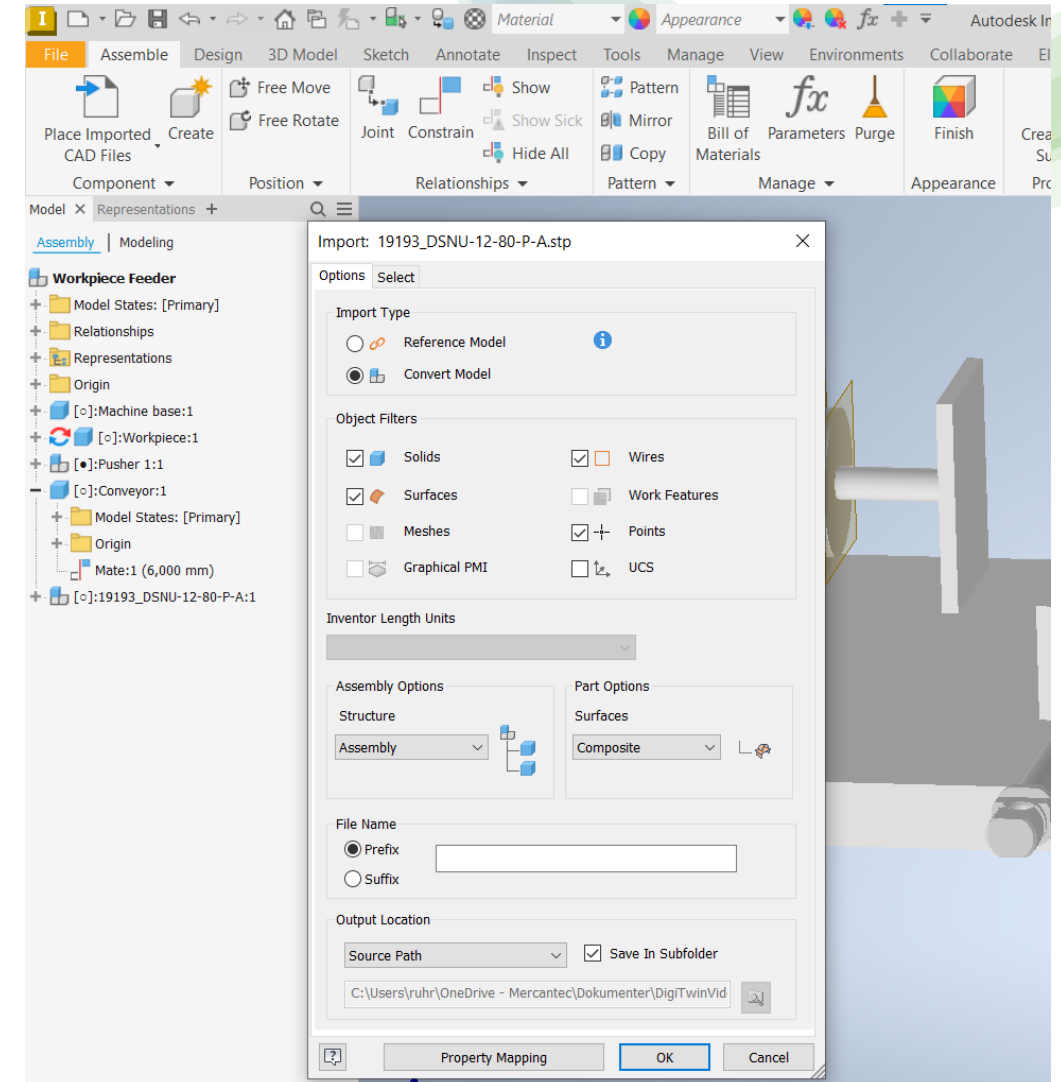 I Material Appearance fx Autodesk In
File Assemble Design 3D Model Sketch Annotate Inspect Tools Manage View Environments Collaborate El
Free Move Show Pattern
Free Rotate Show Sick Mirror
Place Imported CAD Files Create Joint Constrain Hide All Copy Bill of Materials fx Parameters Purge Finish Crea Su
Component Position Relationships Pattern Manage Appearance Pro
Model Representations +
Assembly | Modeling
Workpiece Feeder
Model States: [Primary]
Relationships
Representations
Origin
[○]:Machine base:1
[○]:Workpiece:1
[●]:Pusher 1:1
[○]:Conveyor:1
Model States: [Primary]
Origin
Mate:1 (6,000 mm)
[○]:19193_DSNU-12-80-P-A:1
Import: 19193_DSNU-12-80-P-A.stp
Options Select
Import Type
Reference Model
Convert Model
Object Filters
Solids Wires
Surfaces Work Features
Meshes Points
Graphical PMI UCS
Inventor Length Units
Assembly Options Part Options
Structure Surfaces
Assembly Composite
File Name
Prefix
Suffix
Output Location
Source Path Save In Subfolder
C:\Users\ruhr\OneDrive - Mercantec\Dokumenter\DigiTwinVid
? Property Mapping OK Cancel